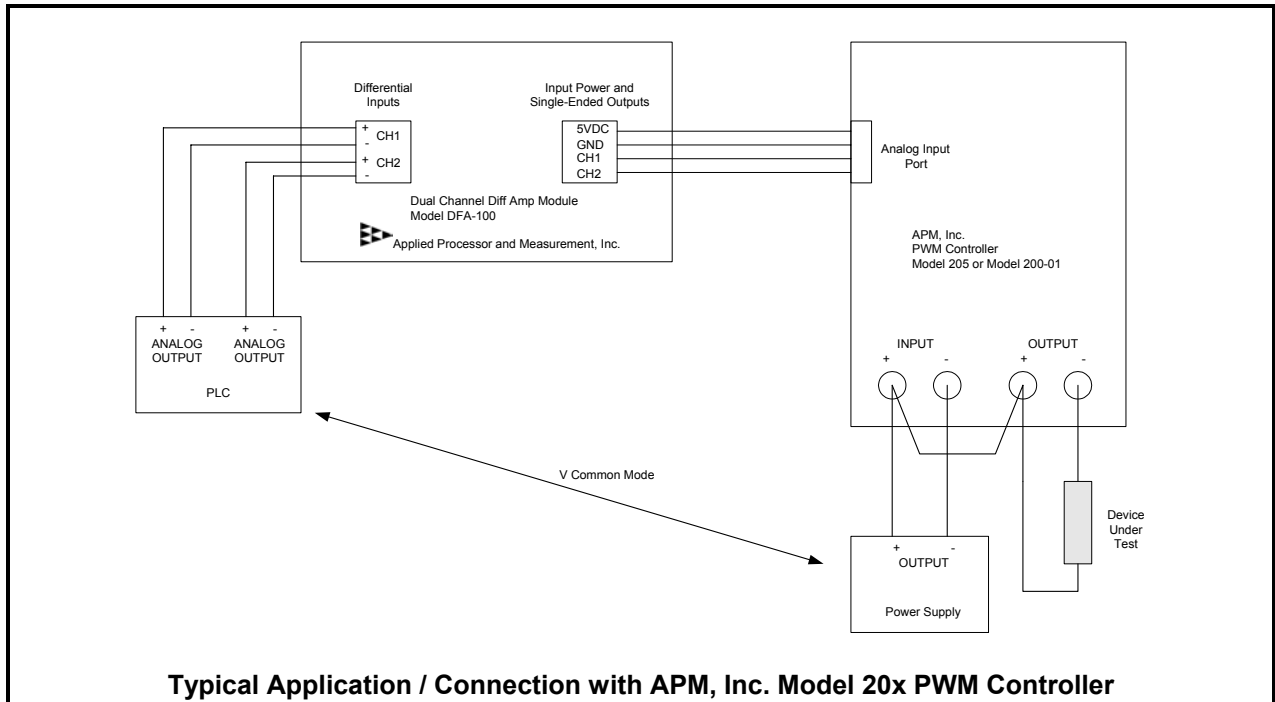 Differential
Inputs
+
CH1
-
+
CH2
-
Input Power and
Single-Ended Outputs
5VDC
GND
CH1
CH2
Dual Channel Diff Amp Module
Model DFA-100
Applied Processor and Measurement, Inc.
Analog Input
Port
APM, Inc.
PWM Controller
Model 205 or Model 200-01
INPUT
+ -
OUTPUT
+ -
+ -
ANALOG
OUTPUT
+ -
ANALOG
OUTPUT
PLC
V Common Mode
+ -
OUTPUT
Power Supply
Device
Under
Test
Typical Application / Connection with APM, Inc. Model 20x PWM Controller